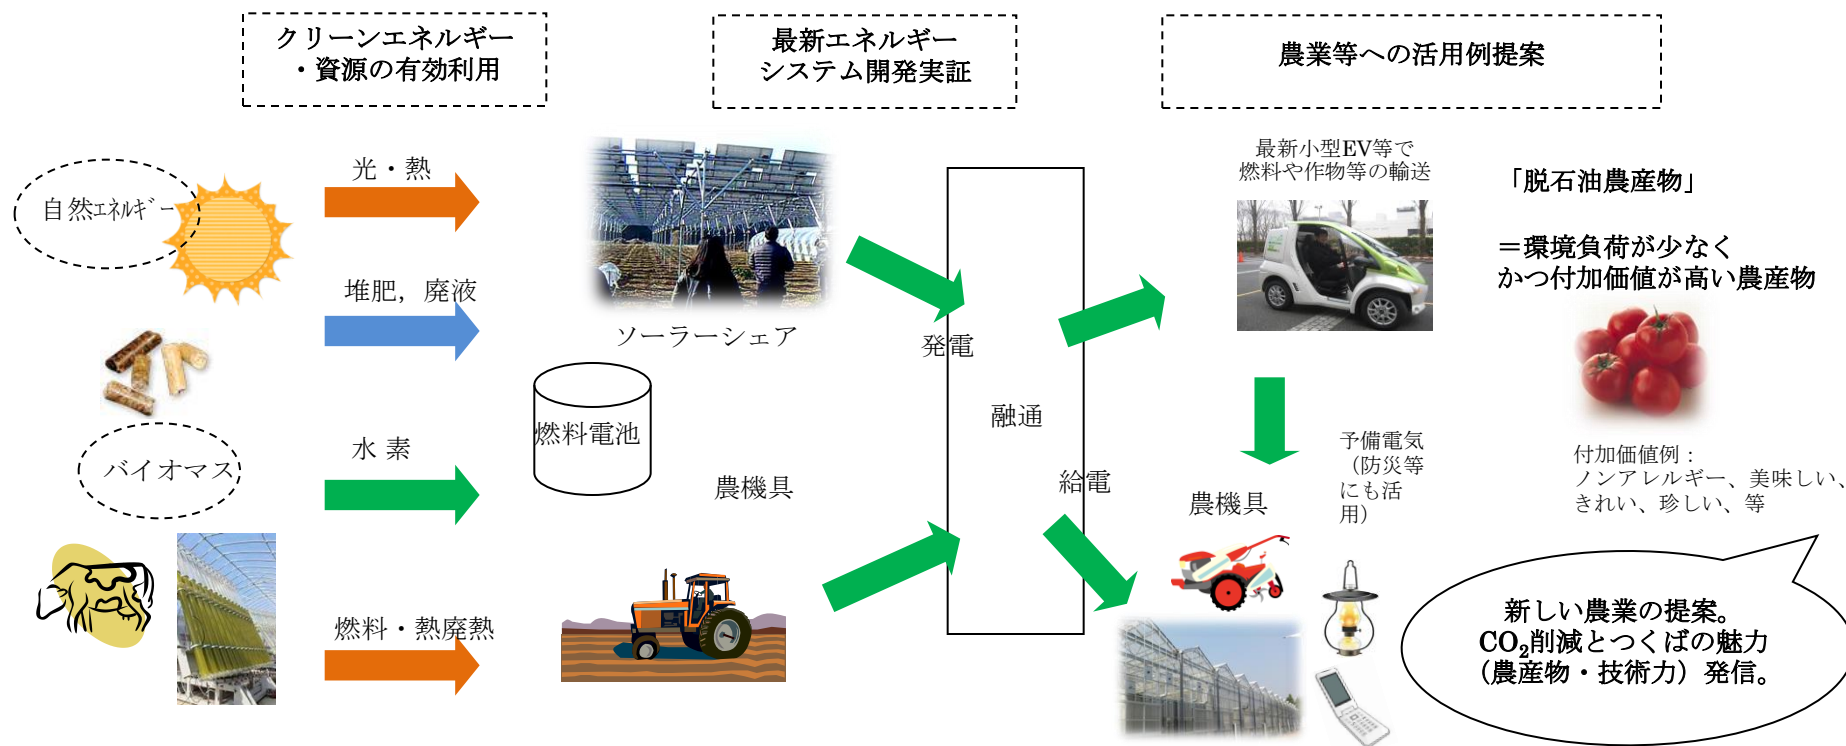 クリーンエネルギー
・資源の有効利用
最新エネルギー
システム開発実証
農業等への活用例提案
自然エネルギー
光・熱
堆肥，廃液
バイオマス
水 素
燃料・熱廃熱
ソーラーシェア
燃料電池
農機具
発電
融通
給電
最新小型EV等で
燃料や作物等の輸送
農機具
予備電気
（防災等
にも活
用）
「脱石油農産物」
＝環境負荷が少なく
かつ付加価値が高い農産物
付加価値例：
ノンアレルギー、美味しい、
きれい、珍しい、等
新しい農業の提案。
CO₂削減とつくばの魅力
（農産物・技術力）発信。